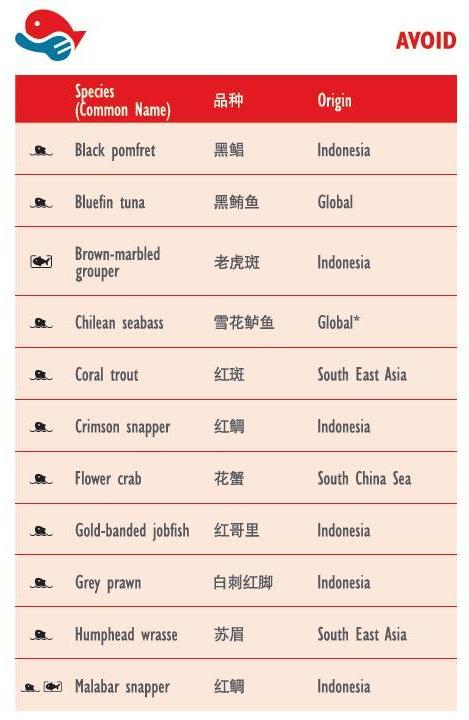 AVOID
Species
(Common Name) 品种 Origin
Black pomfret 黑鲳 Indonesia
Bluefin tuna 黑鲔鱼 Global
Brown-marbled
grouper 老虎斑 Indonesia
Chilean seabass 雪花鲈鱼 Global*
Coral trout 红斑 South East Asia
Crimson snapper 红鲷 Indonesia
Flower crab 花蟹 South China Sea
Gold-banded jobfish 红哥里 Indonesia
Grey prawn 白刺红脚 Indonesia
Humphead wrasse 苏眉 South East Asia
Malabar snapper 红鲷 Indonesia